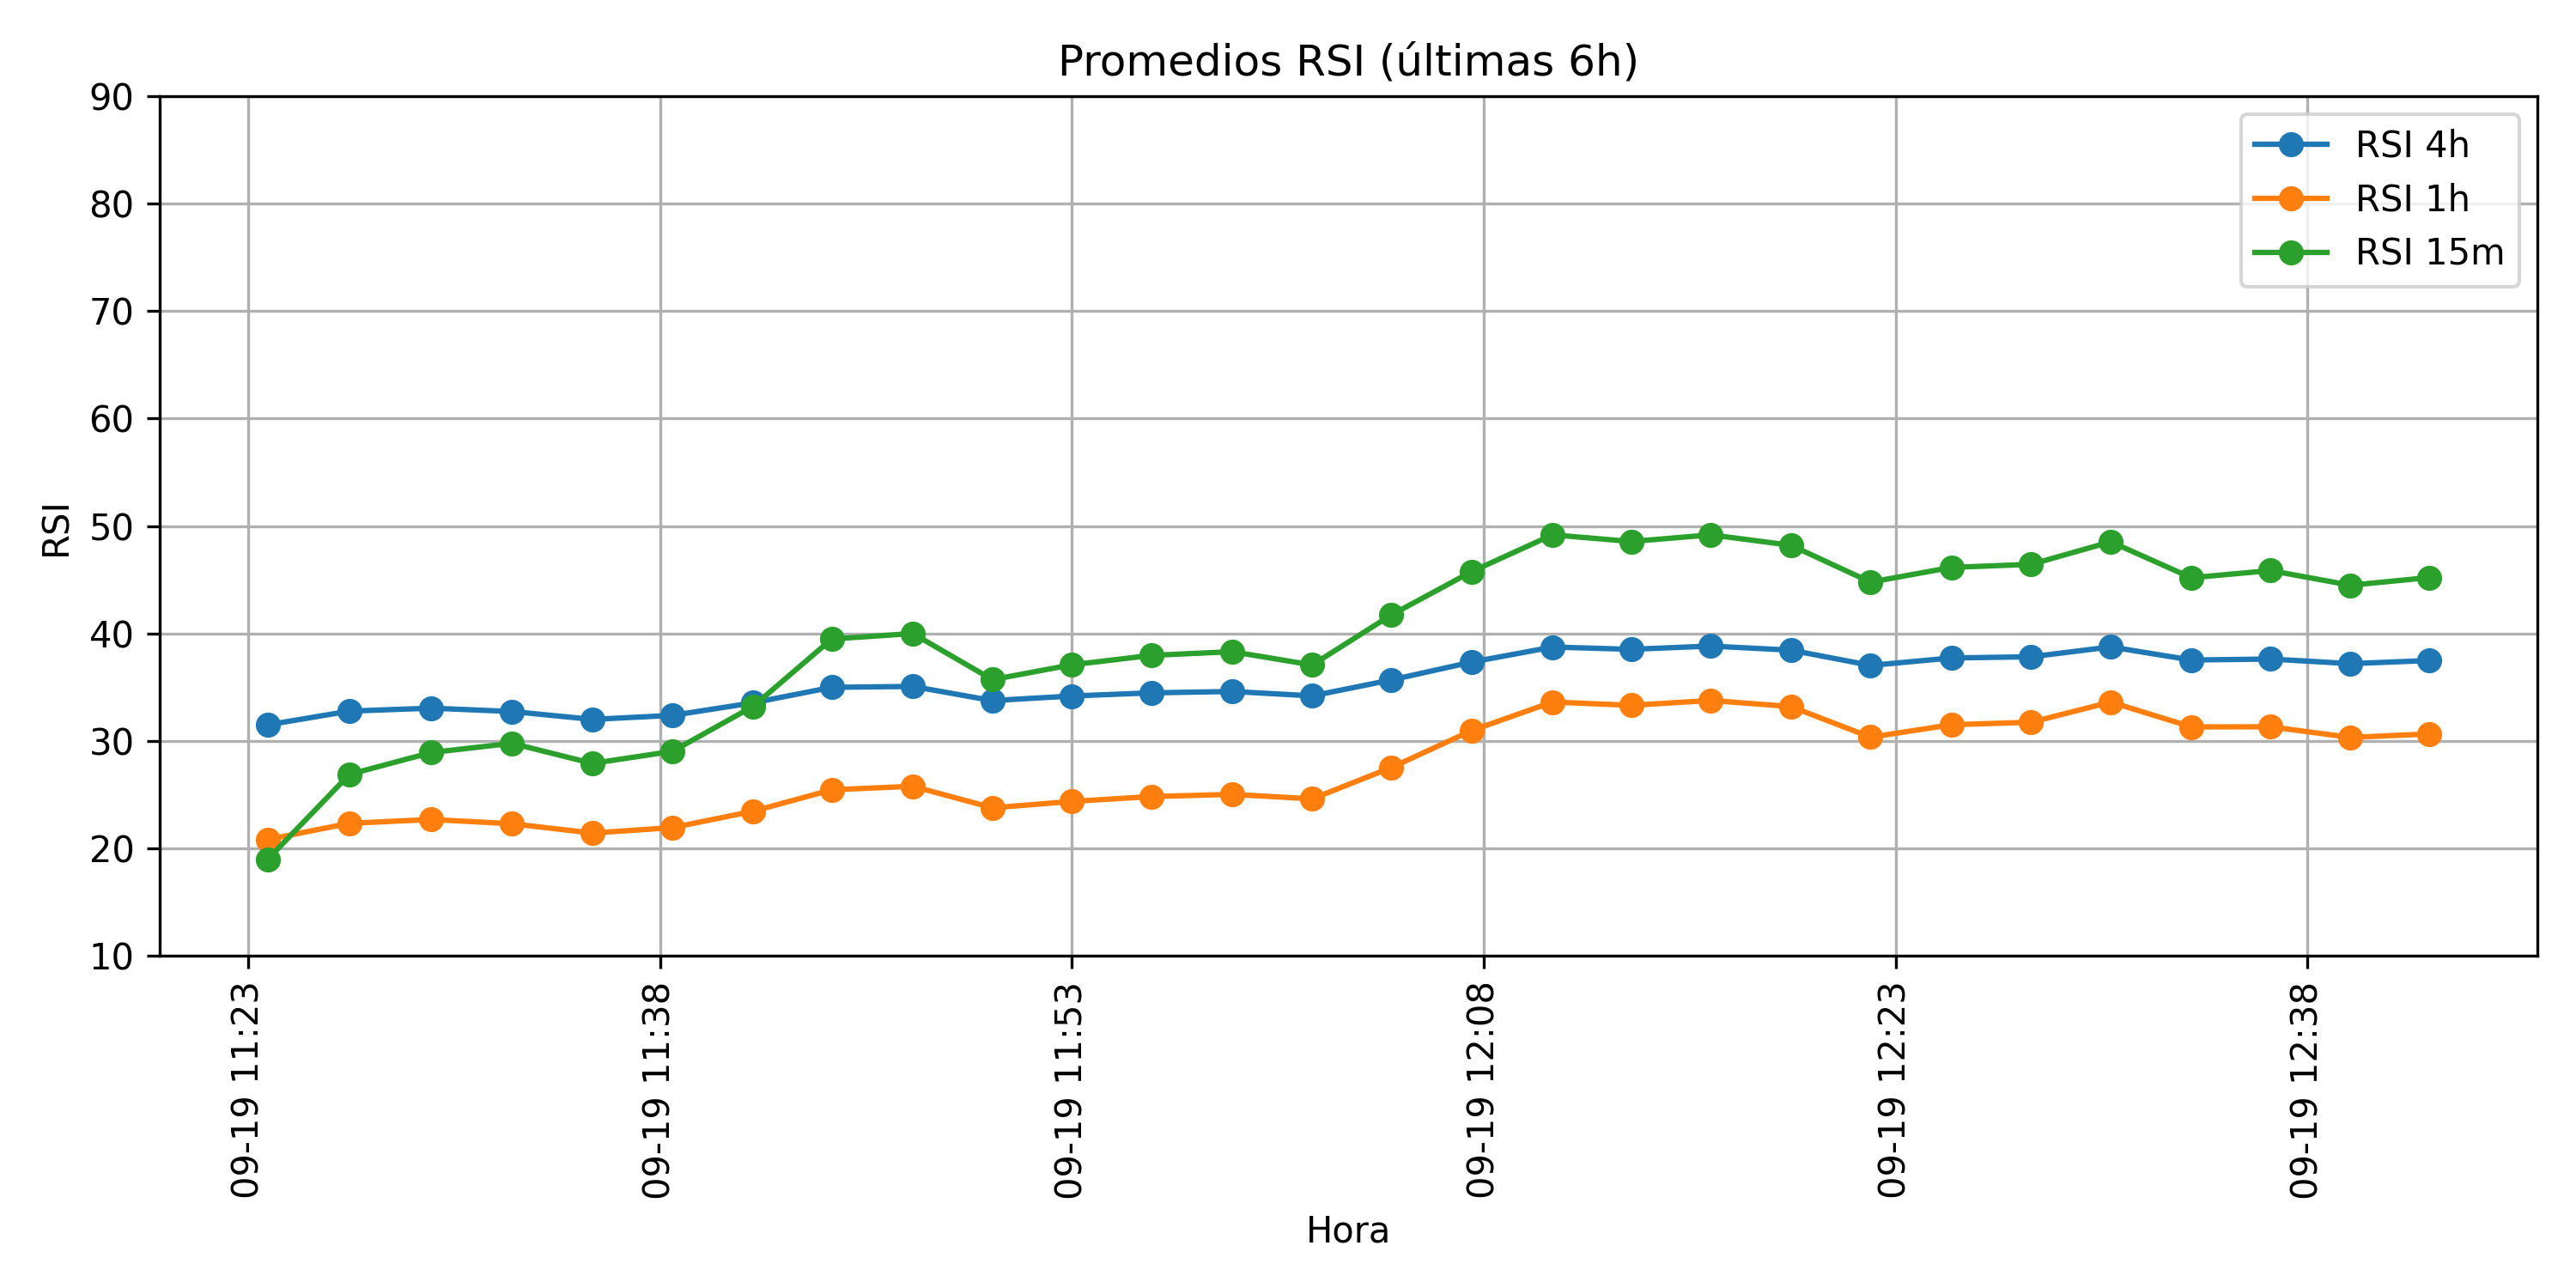 Promedios RSI (últimas 6h)
RSI 4h
RSI 1h
RSI 15m
90
80
70
60
50
40
30
20
10
RSI
09-19 11:23
09-19 11:38
09-19 11:53
09-19 12:08
09-19 12:23
09-19 12:38
Hora